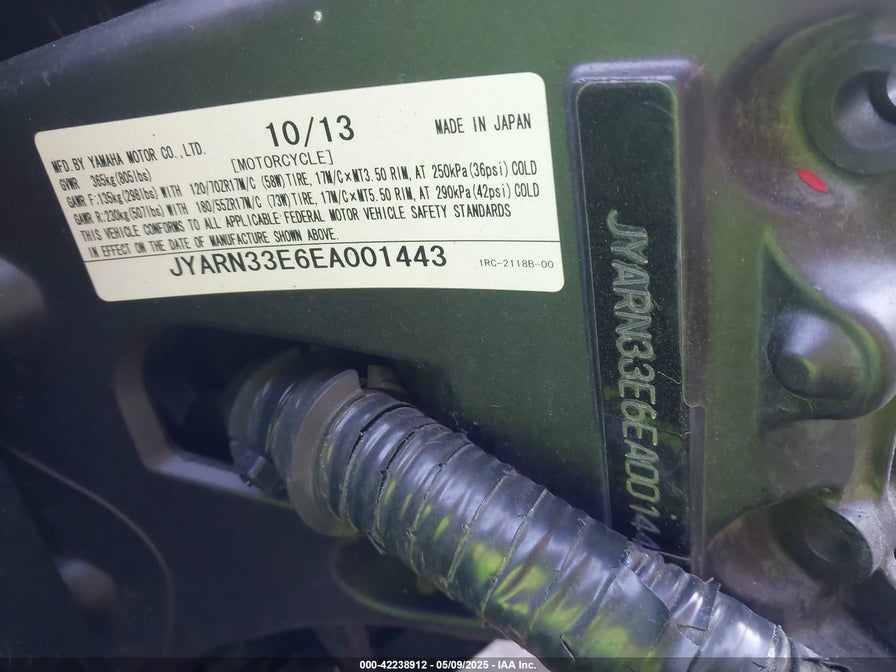 10/13
MFD.BY YAMAHA MOTOR CO.,LTD.
MADE IN JAPAN
[MOTORCYCLE]
GVWR 365kg(805lbs)
GAWR F:135kg(298lbs) WITH 120/70ZR17M/C (58W)TIRE, 17M/C×MT3.50 RIM, AT 250kPa(36psi) COLD
GAWR R:230kg(507lbs) WITH 180/55ZR17M/C (73W)TIRE, 17M/C×MT5.50 RIM, AT 290kPa(42psi) COLD
THIS VEHICLE CONFORMS TO ALL APPLICABLE FEDERAL MOTOR VEHICLE SAFETY STANDARDS
IN EFFECT ON THE DATE OF MANUFACTURE SHOWN ABOVE.
JYARN33E6EA001443
1RC-2118B-00
JYARN33E6EA0014
000-42238912 - 05/09/2025 - IAA Inc.